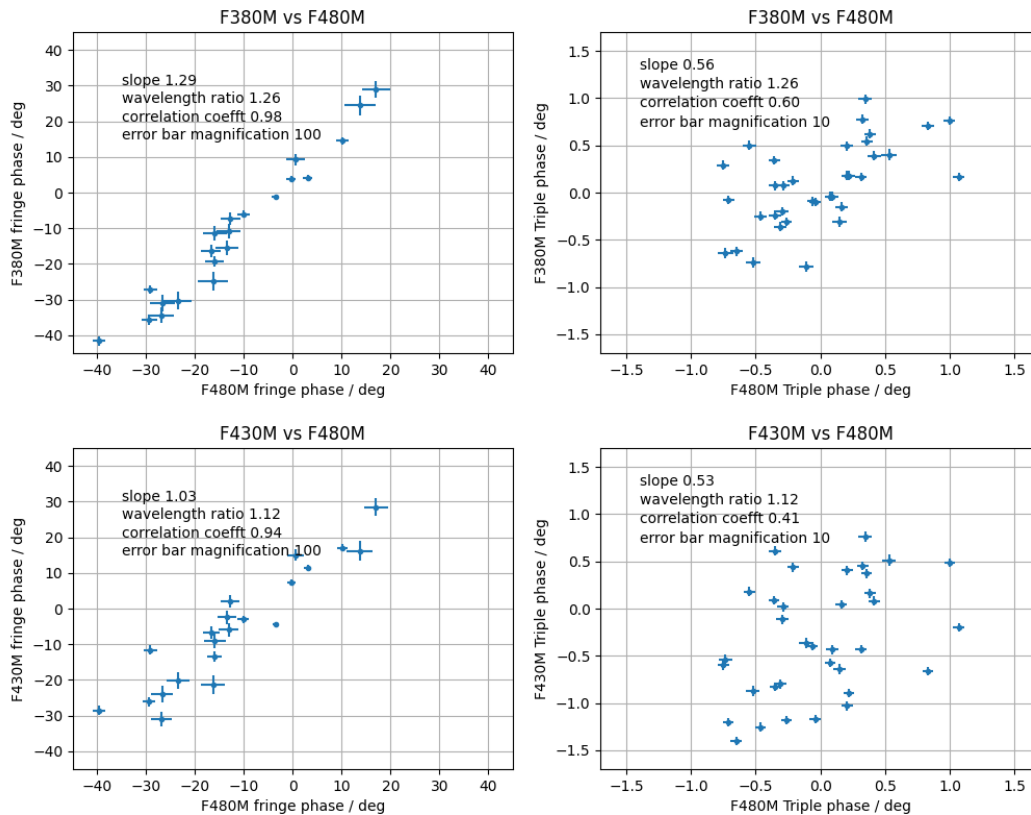 F380M vs F480M
F380M fringe phase / deg
40
30
20
10
0
−10
−20
−30
−40
slope 1.29
wavelength ratio 1.26
correlation coefft 0.98
error bar magnification 100
−40 −30 −20 −10 0 10 20 30 40
F480M fringe phase / deg
F380M vs F480M
F380M Triple phase / deg
1.5
1.0
0.5
0.0
−0.5
−1.0
−1.5
slope 0.56
wavelength ratio 1.26
correlation coefft 0.60
error bar magnification 10
−1.5 −1.0 −0.5 0.0 0.5 1.0 1.5
F480M Triple phase / deg
F430M vs F480M
F430M fringe phase / deg
40
30
20
10
0
−10
−20
−30
−40
slope 1.03
wavelength ratio 1.12
correlation coefft 0.94
error bar magnification 100
−40 −30 −20 −10 0 10 20 30 40
F480M fringe phase / deg
F430M vs F480M
F430M Triple phase / deg
1.5
1.0
0.5
0.0
−0.5
−1.0
−1.5
slope 0.53
wavelength ratio 1.12
correlation coefft 0.41
error bar magnification 10
−1.5 −1.0 −0.5 0.0 0.5 1.0 1.5
F480M Triple phase / deg